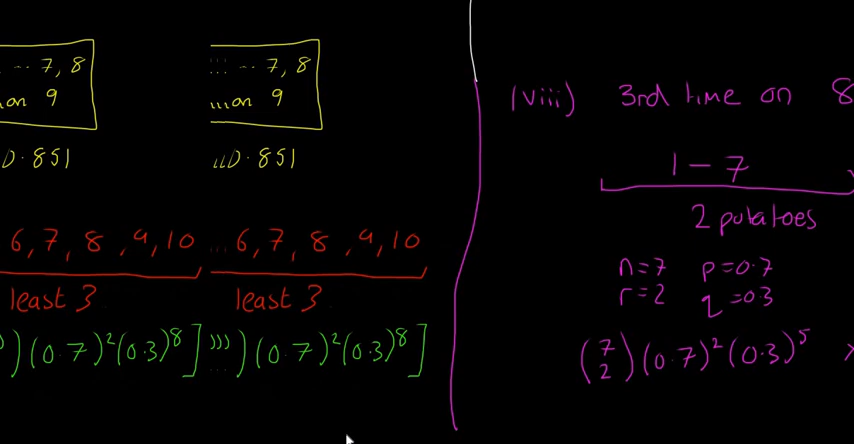 7, 8 ... 7, 8
on 9 ... on 9
D. 851 D. 851
6, 7, 8, 9, 10 ... 6, 7, 8, 9, 10
least 3 least 3
) (0.7)²(0.3)⁸ ] ) (0.7)²(0.3)⁸ ]
(viii) 3rd time on 8
1 – 7
2 potatoes
n=7 p=0.7
r=2 q=0.3
(7 2) (0.7)² (0.3)⁵ ×